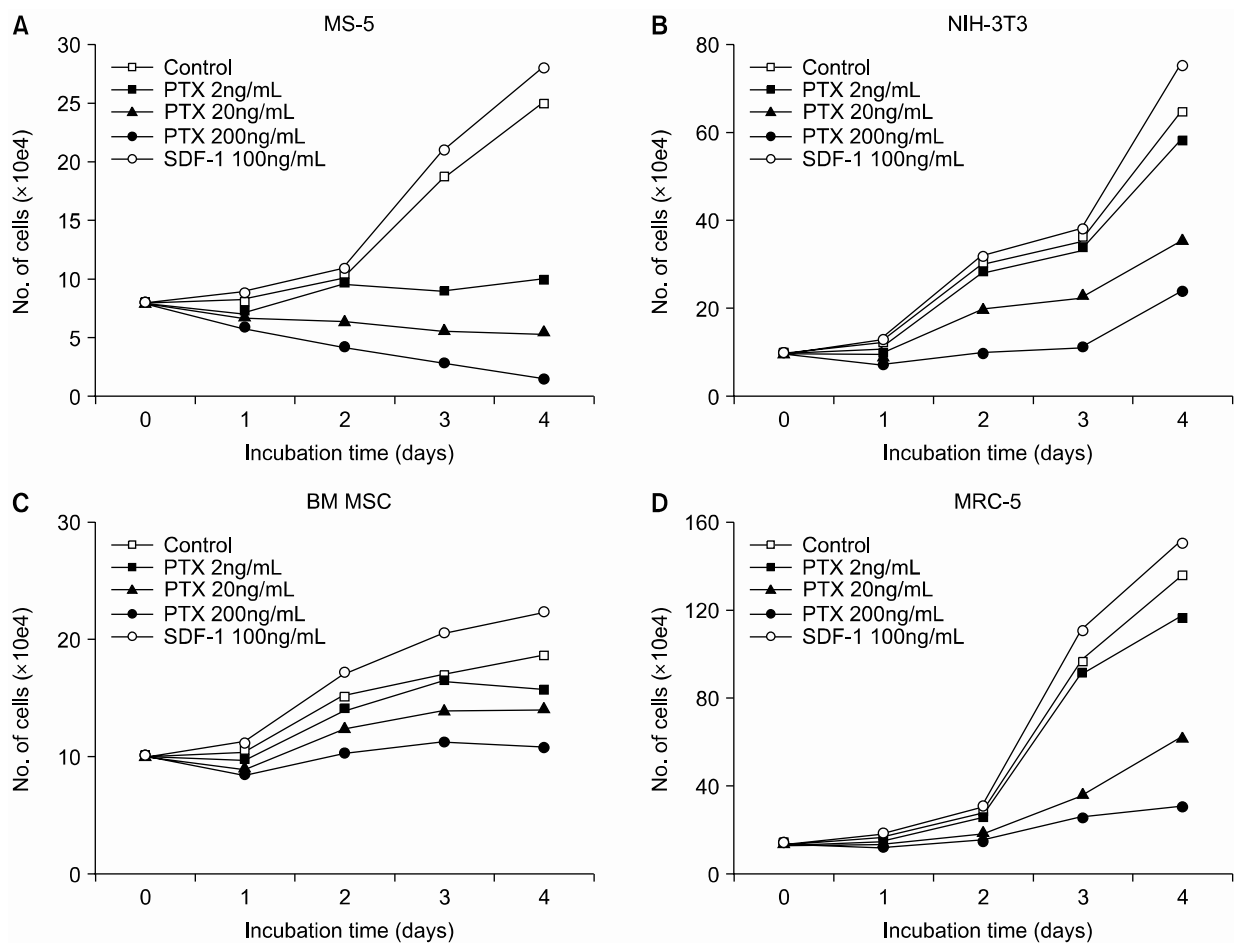 A
MS-5
30
25
20
15
10
5
0
No. of cells (×10e4)
Control
PTX 2ng/mL
PTX 20ng/mL
PTX 200ng/mL
SDF-1 100ng/mL
0 1 2 3 4
Incubation time (days)
B
NIH-3T3
80
60
40
20
0
No. of cells (×10e4)
Control
PTX 2ng/mL
PTX 20ng/mL
PTX 200ng/mL
SDF-1 100ng/mL
0 1 2 3 4
Incubation time (days)
C
BM MSC
30
20
10
0
No. of cells (×10e4)
Control
PTX 2ng/mL
PTX 20ng/mL
PTX 200ng/mL
SDF-1 100ng/mL
0 1 2 3 4
Incubation time (days)
D
MRC-5
160
120
80
40
0
No. of cells (×10e4)
Control
PTX 2ng/mL
PTX 20ng/mL
PTX 200ng/mL
SDF-1 100ng/mL
0 1 2 3 4
Incubation time (days)